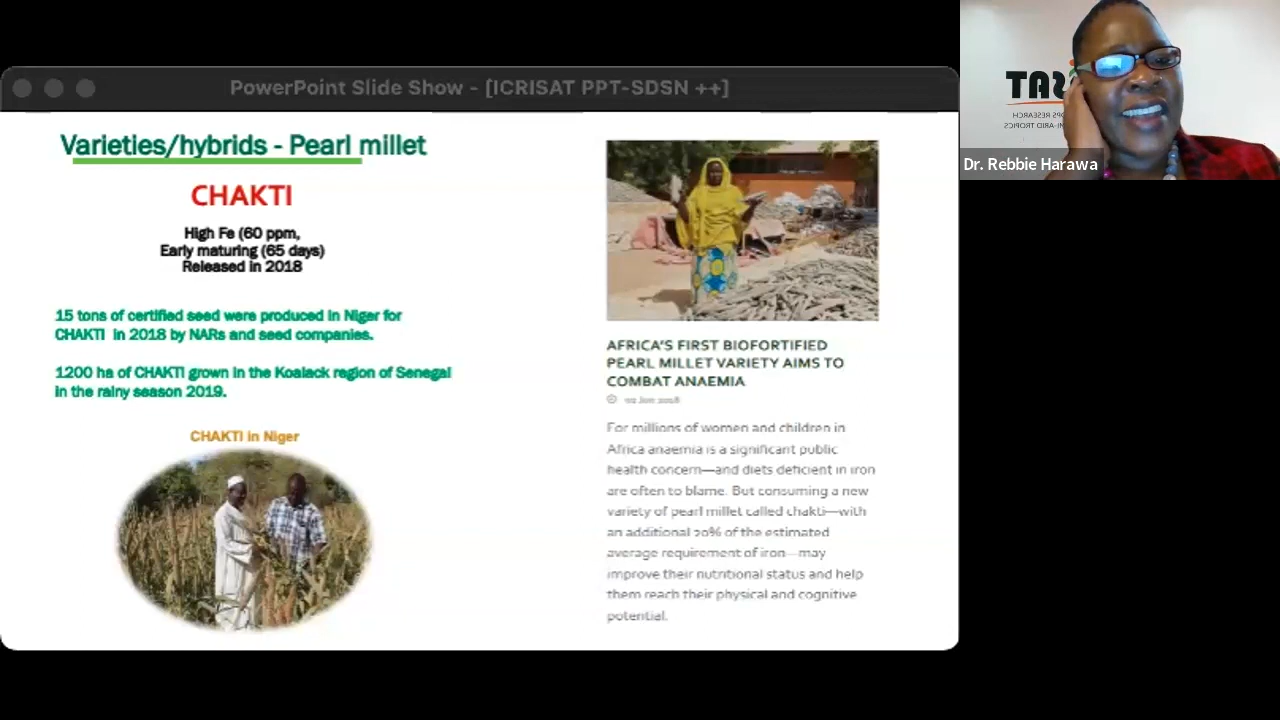 PowerPoint Slide Show - [ICRISAT PPT-SDSN ++]
Varieties/hybrids - Pearl millet
CHAKTI
High Fe (60 ppm,
Early maturing (65 days)
Released in 2018
15 tons of certified seed were produced in Niger for
CHAKTI in 2018 by NARs and seed companies.
1200 ha of CHAKTI grown in the Koalack region of Senegal
in the rainy season 2019.
CHAKTI in Niger
AFRICA'S FIRST BIOFORTIFIED
PEARL MILLET VARIETY AIMS TO
COMBAT ANAEMIA
2018
For millions of women and children in
Africa anaemia is a significant public
health concern—and diets deficient in iron
are often to blame. But consuming a new
variety of pearl millet called chakti—with
an additional 20% of the estimated
average requirement of iron—may
improve their nutritional status and help
them reach their physical and cognitive
potential.
SAT
Dr. Rebbie Harawa